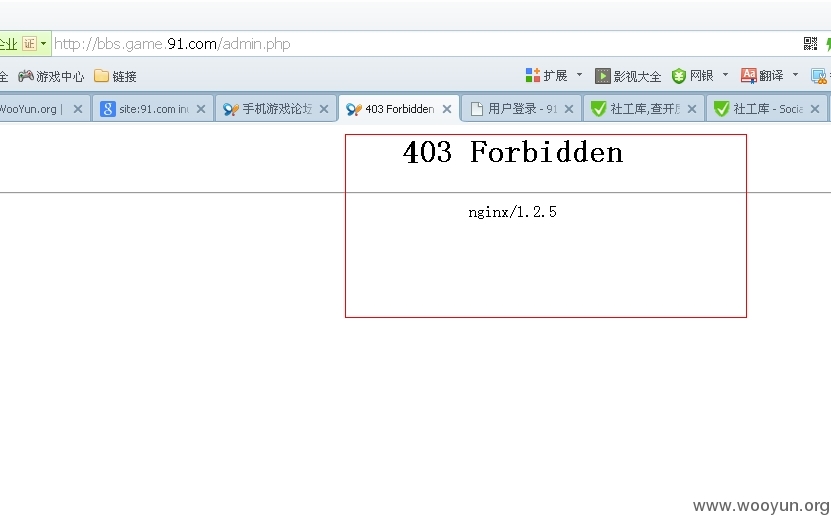 企业 证 http://bbs.game.91.com/admin.php
全 游戏中心 链接 扩展 影视大全 网银 翻译
WooYun.org | site:91.com in 手机游戏论坛 403 Forbidden 用户登录 - 91 社工库,查开房 社工库 - Socia
403 Forbidden
nginx/1.2.5
www.wooyun.org